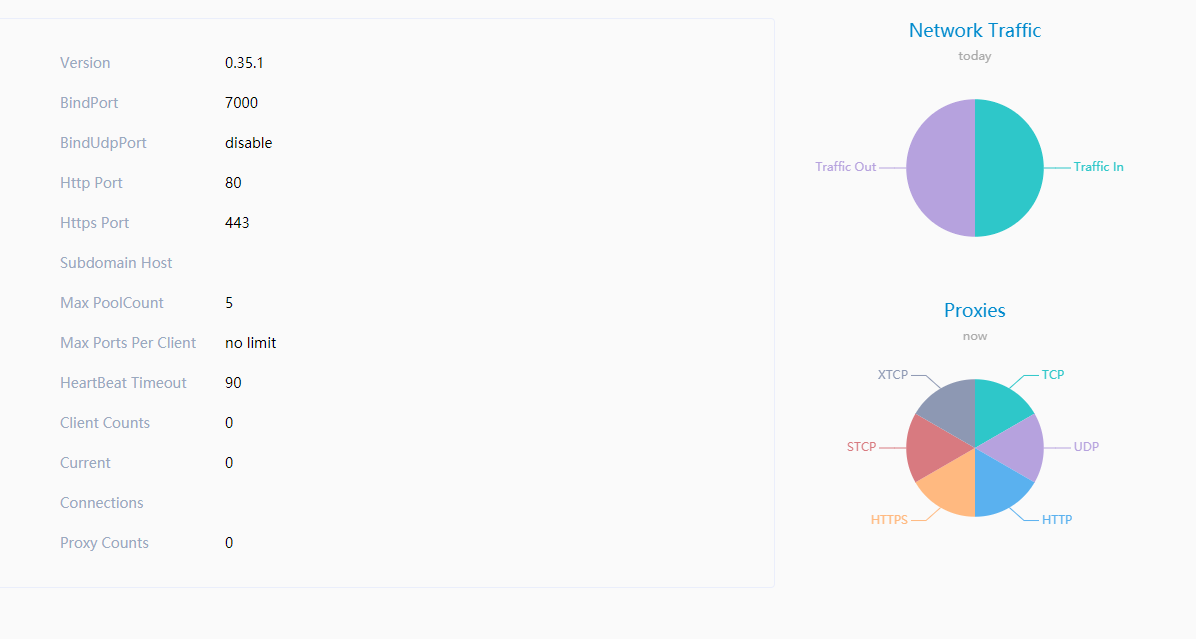 Version 0.35.1
BindPort 7000
BindUdpPort disable
Http Port 80
Https Port 443
Subdomain Host
Max PoolCount 5
Max Ports Per Client no limit
HeartBeat Timeout 90
Client Counts 0
Current 0
Connections
Proxy Counts 0
Network Traffic
today
Traffic Out Traffic In
Proxies
now
XTCP TCP
STCP UDP
HTTPS HTTP